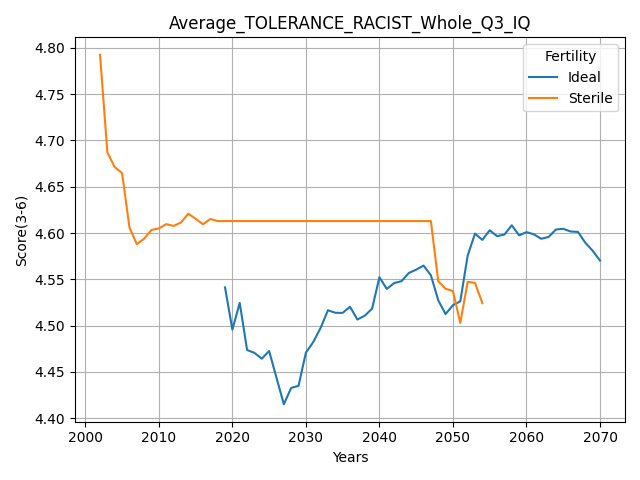 Average_TOLERANCE_RACIST_Whole_Q3_IQ
Fertility
Ideal
Sterile
Score(3-6)
4.80
4.75
4.70
4.65
4.60
4.55
4.50
4.45
4.40
2000 2010 2020 2030 2040 2050 2060 2070
Years